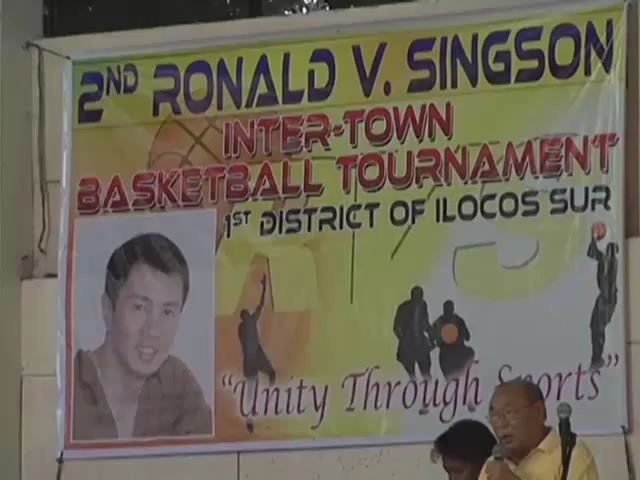 2ND RONALD V. SINGSON
INTER-TOWN
BASKETBALL TOURNAMENT
1ST DISTRICT OF ILOCOS SUR
"Unity Through Sports"